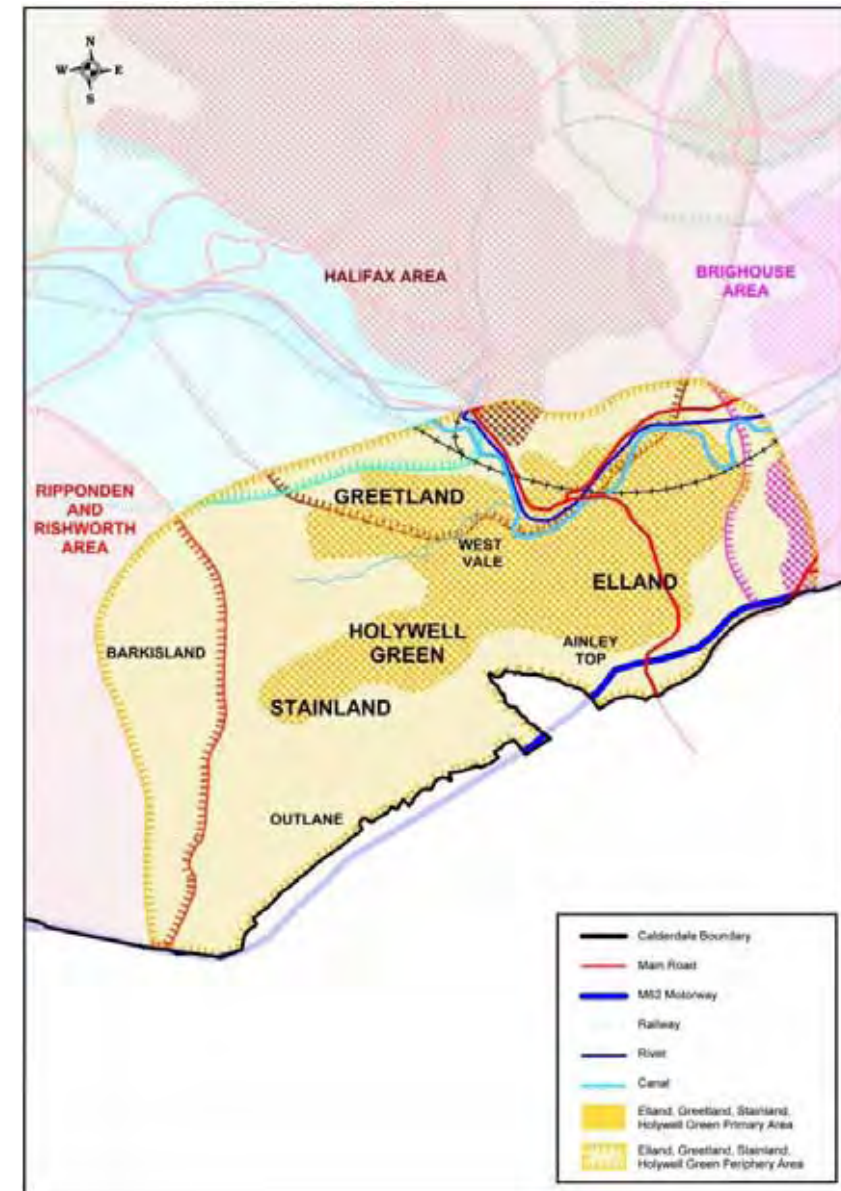 N
W E
S
HALIFAX AREA
BRIGHOUSE
AREA
RIPPONDEN
AND
RISHWORTH
AREA
GREETLAND
WEST
VALE
ELLAND
HOLYWELL
GREEN
AINLEY
TOP
BARKISLAND
STAINLAND
OUTLANE
Calderdale Boundary
Main Road
M62 Motorway
Railway
River
Canal
Elland, Greetland, Stainland,
Holywell Green Primary Area
Elland, Greetland, Stainland,
Holywell Green Periphery Area